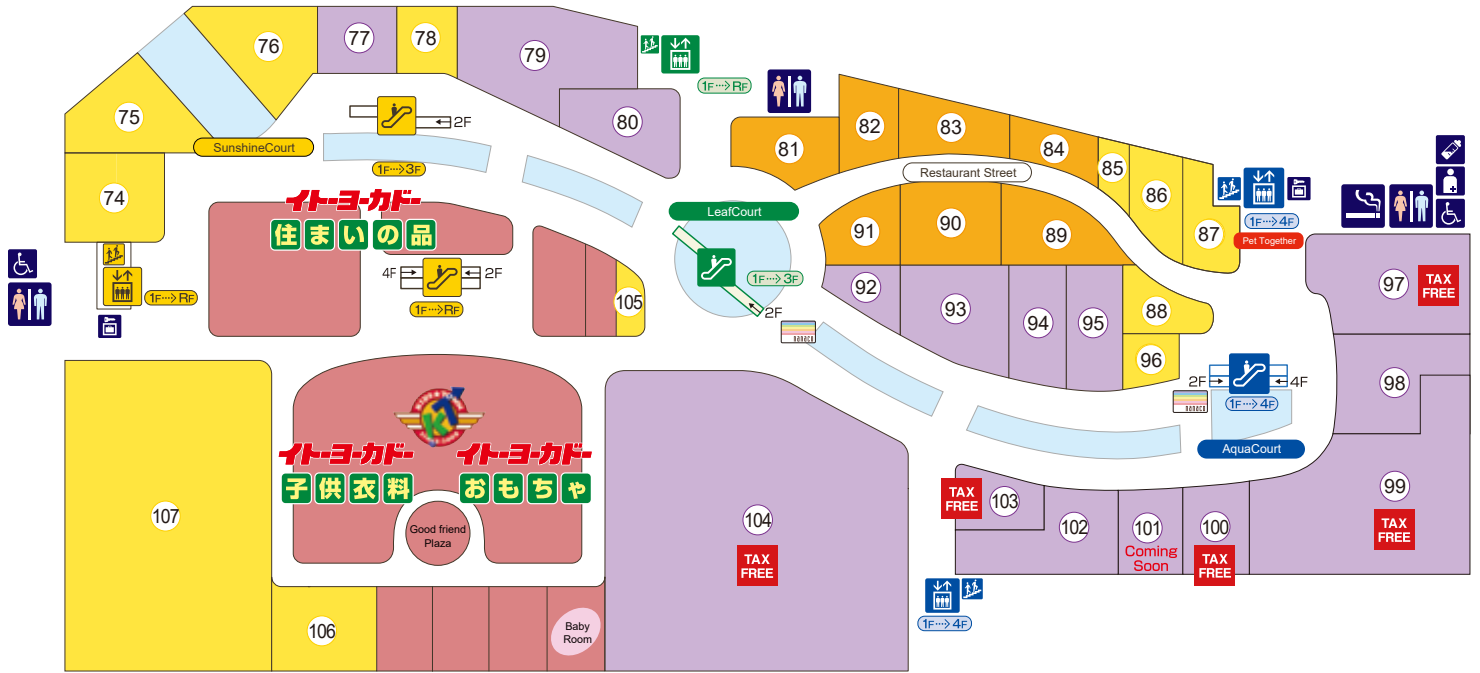 76
77
78
79
1F···>RF
75
80
81
82
83
84
85
86
87
2F
SunshineCourt
1F···>3F
Restaurant Street
74
イトーヨーカドー
住まいの品
LeafCourt
1F···>4F
Pet Together
91
90
89
4F
2F
1F···>RF
1F···>RF
105
1F···>3F
2F
92
93
94
95
88
96
97
TAX
FREE
nanaco
98
2F
4F
1F···>4F
nanaco
AquaCourt
KT
イトーヨーカドー
子供衣料
イトーヨーカドー
おもちゃ
107
Good friend
Plaza
104
TAX
FREE
TAX
FREE
103
102
101
Coming
Soon
100
TAX
FREE
99
TAX
FREE
1F···>4F
106
Baby
Room